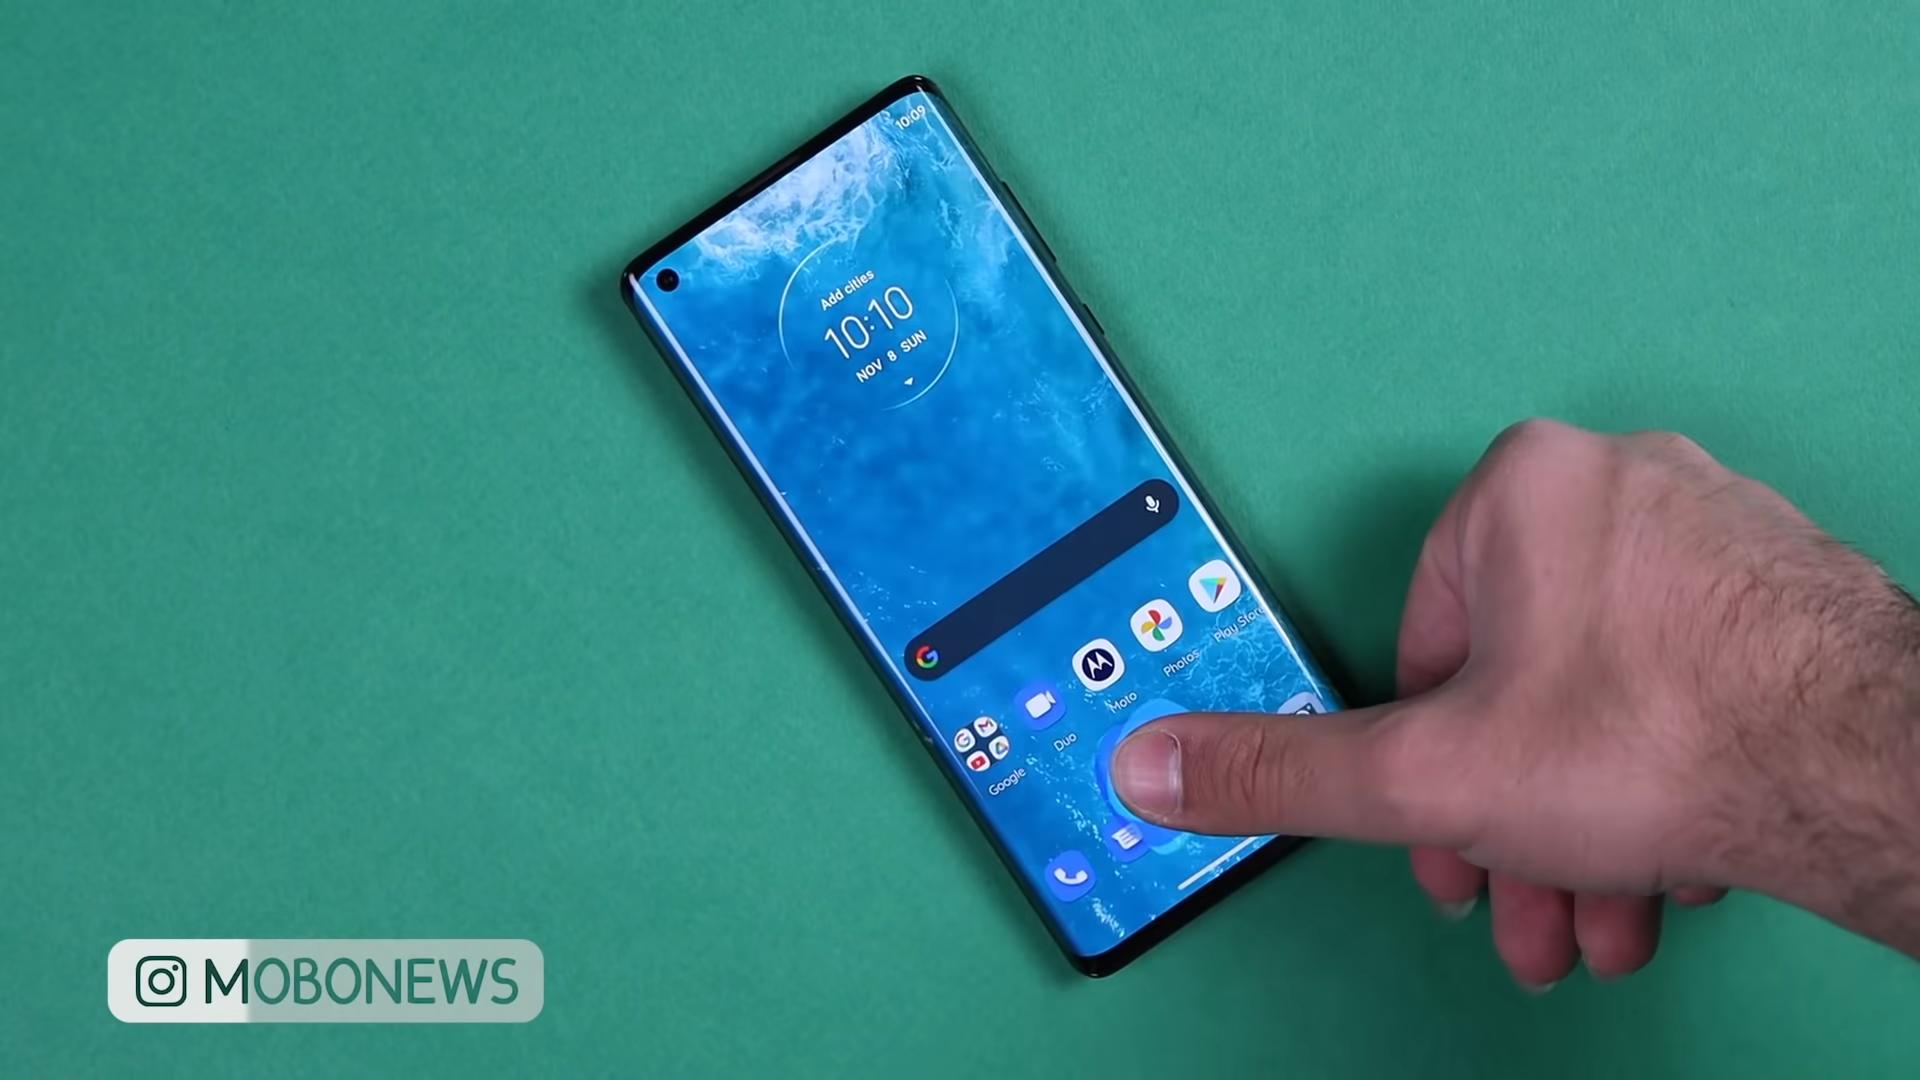 10:09
Add cities
10:10
NOV 8 SUN
Play Store
Photos
Moto
Duo
Google
MOBONEWS